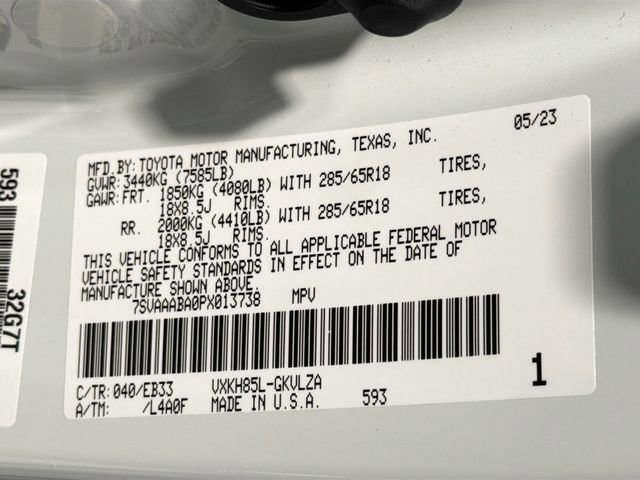 MFD.BY: TOYOTA MOTOR MANUFACTURING, TEXAS, INC. 05/23
GVWR: 3440KG (7585LB)
GAWR: FRT. 1850KG (4080LB) WITH 285/65R18 TIRES,
18X8.5J RIMS.
RR. 2000KG (4410LB) WITH 285/65R18 TIRES,
18X8.5J RIMS.
THIS VEHICLE CONFORMS TO ALL APPLICABLE FEDERAL MOTOR
VEHICLE SAFETY STANDARDS IN EFFECT ON THE DATE OF
MANUFACTURE SHOWN ABOVE.
7SVAAABA0PX013738 MPV
C/TR: 040/EB33 VXKH85L-GKVLZA
A/TM: /L4A0F MADE IN U.S.A. 593
1
593
32G7T